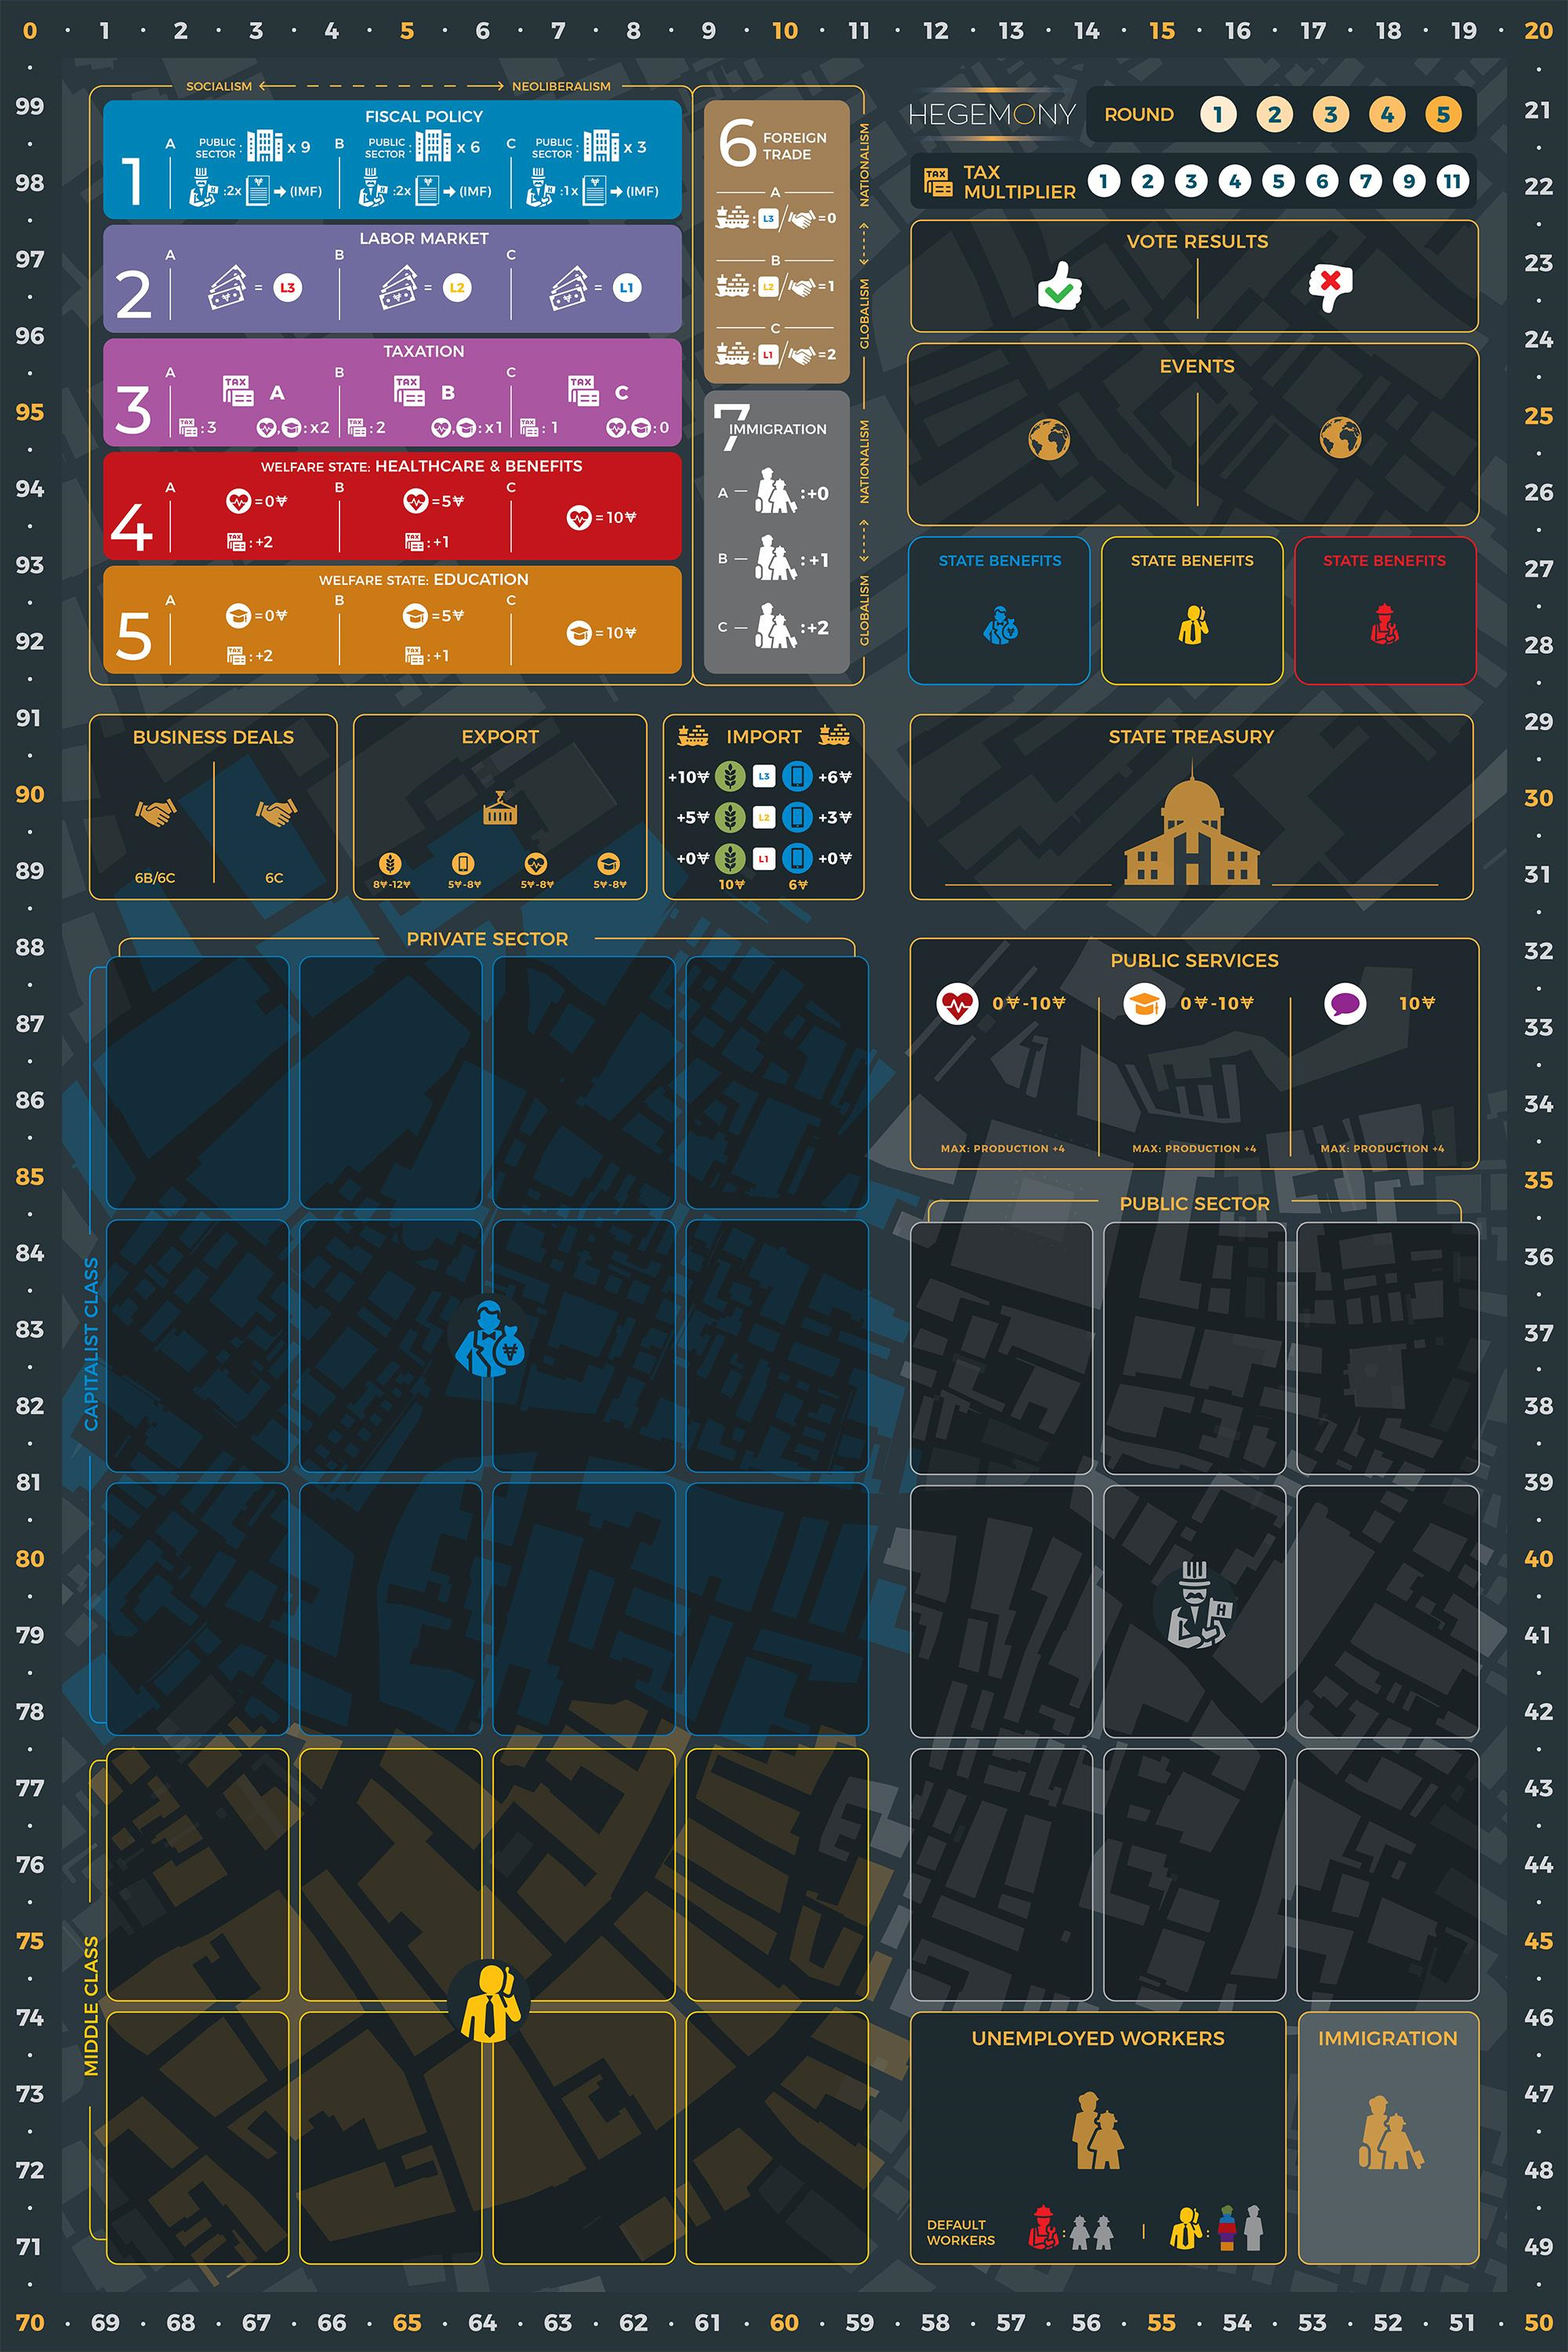 0 1 2 3 4 5 6 7 8 9 10 11 12 13 14 15 16 17 18 19 20
SOCIALISM NEOLIBERALISM
FISCAL POLICY
1
A PUBLIC SECTOR : x 9
:2x (IMF)
B PUBLIC SECTOR : x 6
:2x (IMF)
C PUBLIC SECTOR : x 3
:1x (IMF)
LABOR MARKET
2
A = L3
B = L2
C = L1
TAXATION
3
A TAX A
TAX : 3 , : x2
B TAX B
TAX : 2 , : x1
C TAX C
TAX : 1 , : 0
WELFARE STATE: HEALTHCARE & BENEFITS
4
A =0¥
TAX :+2
B =5¥
TAX :+1
C =10¥
WELFARE STATE: EDUCATION
5
A =0¥
TAX :+2
B =5¥
TAX :+1
C =10¥
6 FOREIGN
TRADE
A
: L3 / =0
B
: L2 / =1
C
: L1 / =2
NATIONALISM
GLOBALISM
7
IMMIGRATION
A :+0
B :+1
C :+2
NATIONALISM
GLOBALISM
HEGEMONY
ROUND 1 2 3 4 5
TAX TAX
MULTIPLIER 1 2 3 4 5 6 7 9 11
VOTE RESULTS
EVENTS
STATE BENEFITS
STATE BENEFITS
STATE BENEFITS
BUSINESS DEALS
6B/6C 6C
EXPORT
8¥-12¥ 5¥-8¥ 5¥-8¥ 5¥-8¥
IMPORT
+10¥ L3 +6¥
+5¥ L2 +3¥
+0¥ L1 +0¥
10¥ 6¥
STATE TREASURY
PRIVATE SECTOR
CAPITALIST CLASS
MIDDLE CLASS
PUBLIC SERVICES
0¥-10¥ 0¥-10¥ 10¥
MAX: PRODUCTION +4 MAX: PRODUCTION +4 MAX: PRODUCTION +4
PUBLIC SECTOR
H
UNEMPLOYED WORKERS
DEFAULT
WORKERS : | :
IMMIGRATION
99
98
97
96
95
94
93
92
91
90
89
88
87
86
85
84
83
82
81
80
79
78
77
76
75
74
73
72
71
21
22
23
24
25
26
27
28
29
30
31
32
33
34
35
36
37
38
39
40
41
42
43
44
45
46
47
48
49
70 69 68 67 66 65 64 63 62 61 60 59 58 57 56 55 54 53 52 51 50